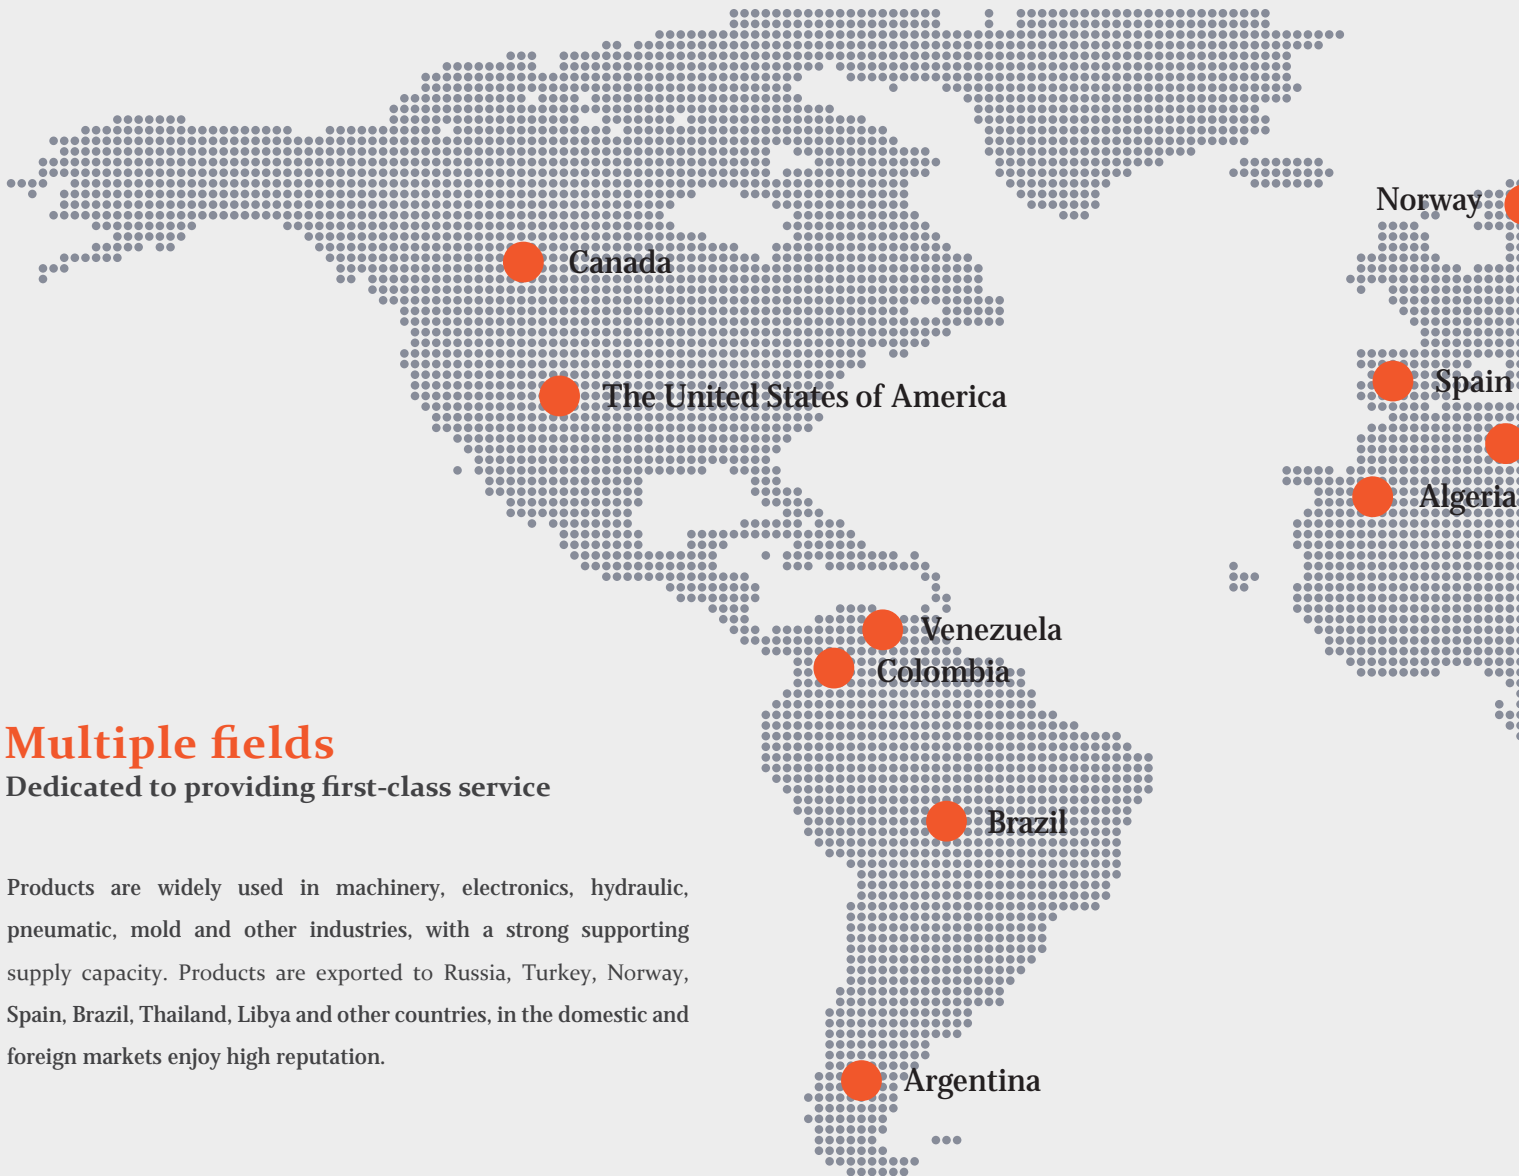 Norway
Canada
Spain
The United States of America
Algeria
Venezuela
Colombia
Multiple fields
Dedicated to providing first-class service
Brazil
Products are widely used in machinery, electronics, hydraulic,
pneumatic, mold and other industries, with a strong supporting
supply capacity. Products are exported to Russia, Turkey, Norway,
Spain, Brazil, Thailand, Libya and other countries, in the domestic and
foreign markets enjoy high reputation.
Argentina